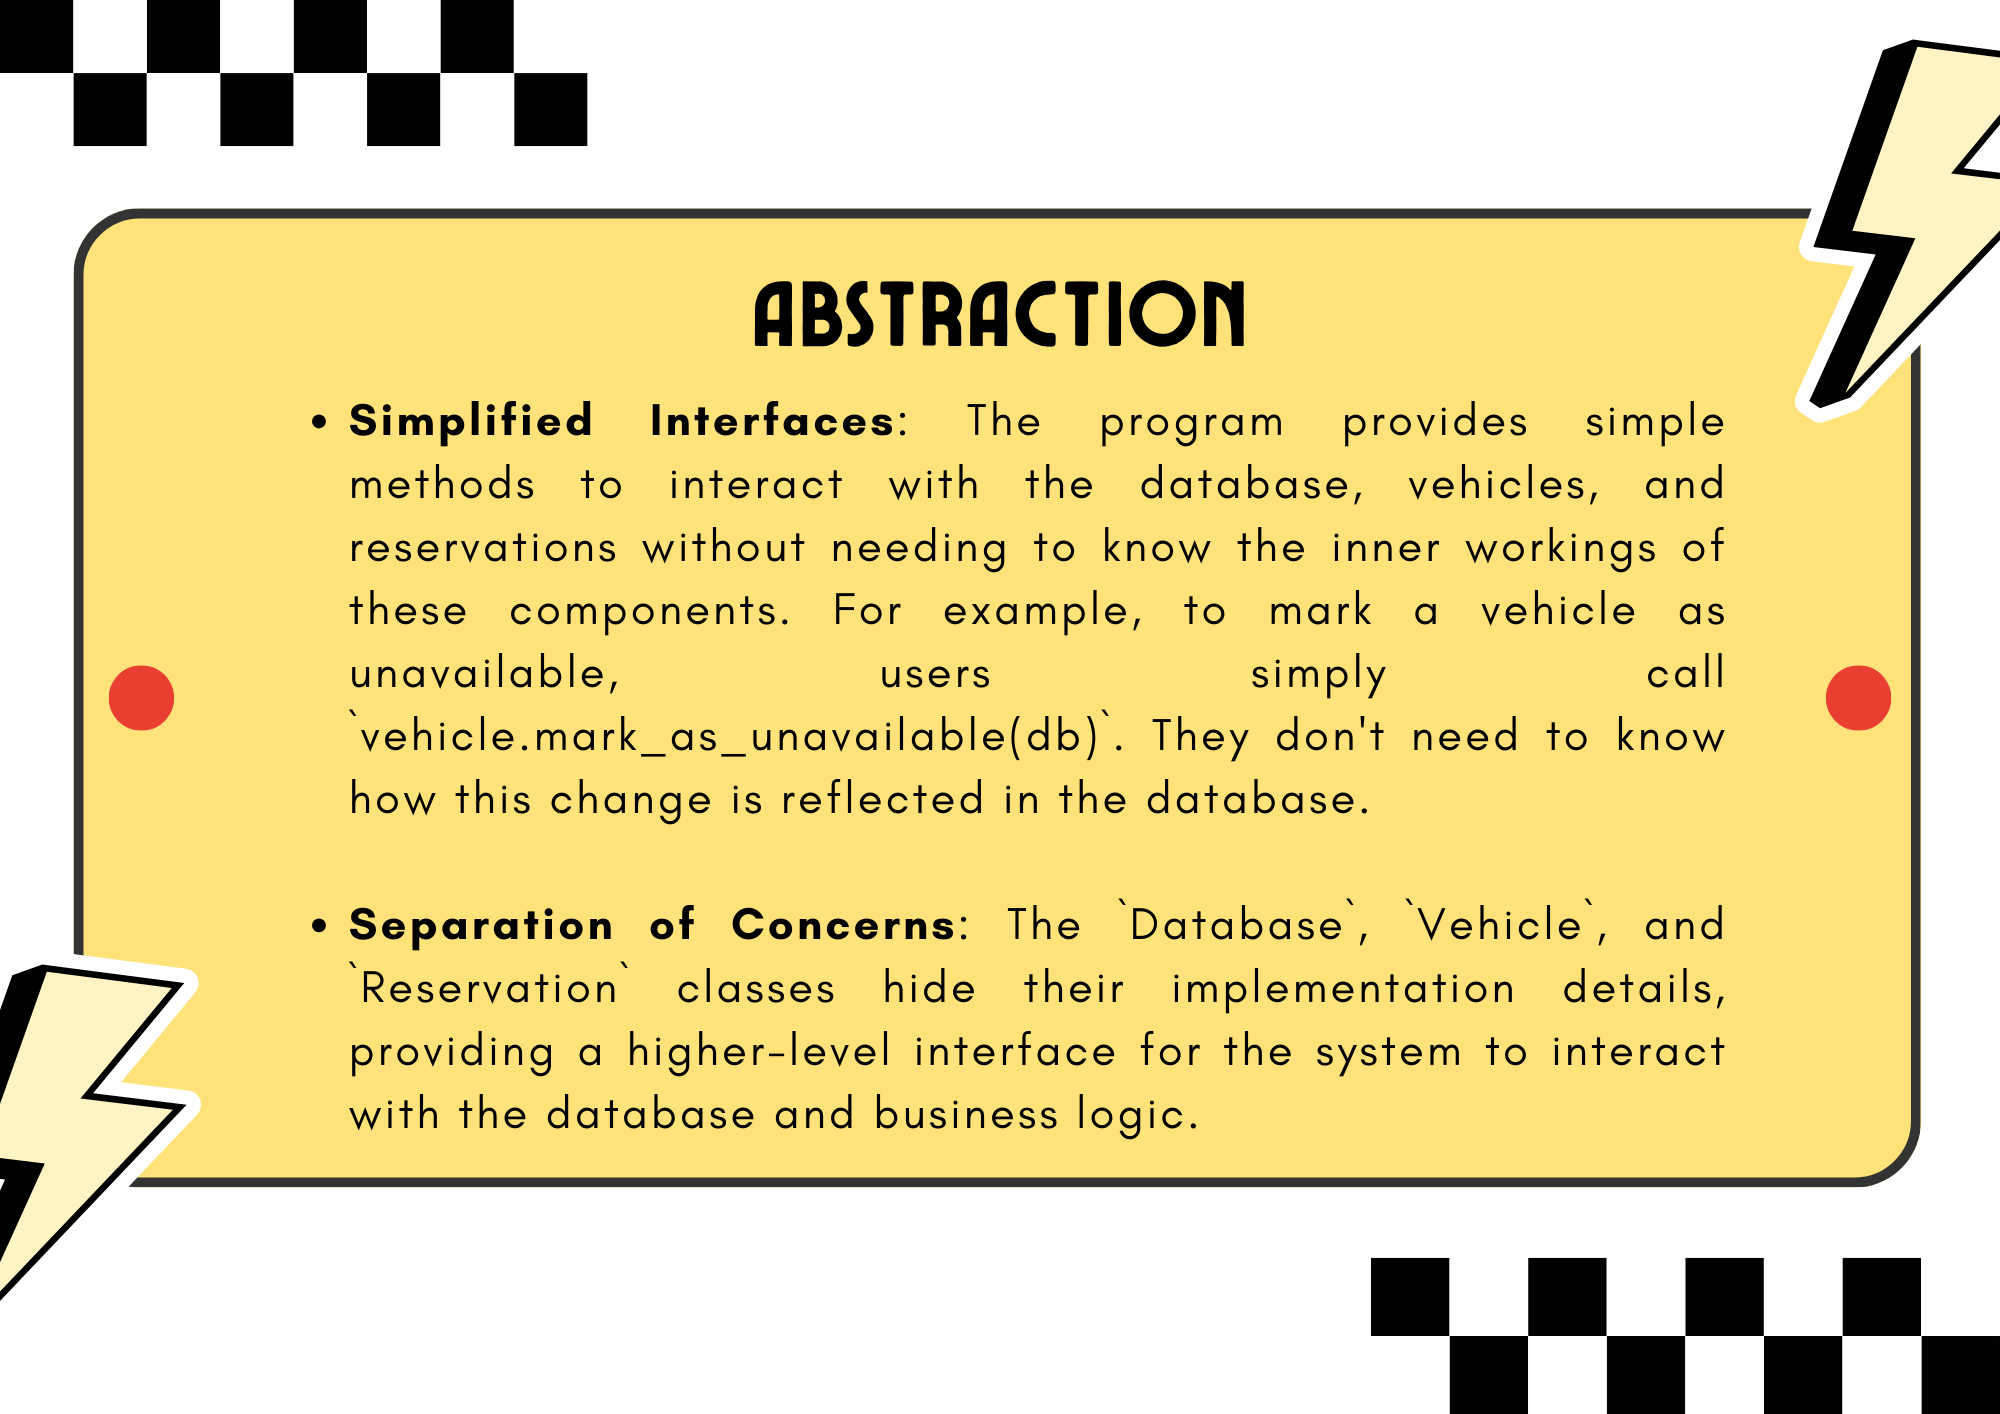 ABSTRACTION
• Simplified Interfaces: The program provides simple
methods to interact with the database, vehicles, and
reservations without needing to know the inner workings of
these components. For example, to mark a vehicle as
unavailable, users simply call
`vehicle.mark_as_unavailable(db)`. They don't need to know
how this change is reflected in the database.
• Separation of Concerns: The `Database`, `Vehicle`, and
`Reservation` classes hide their implementation details,
providing a higher-level interface for the system to interact
with the database and business logic.